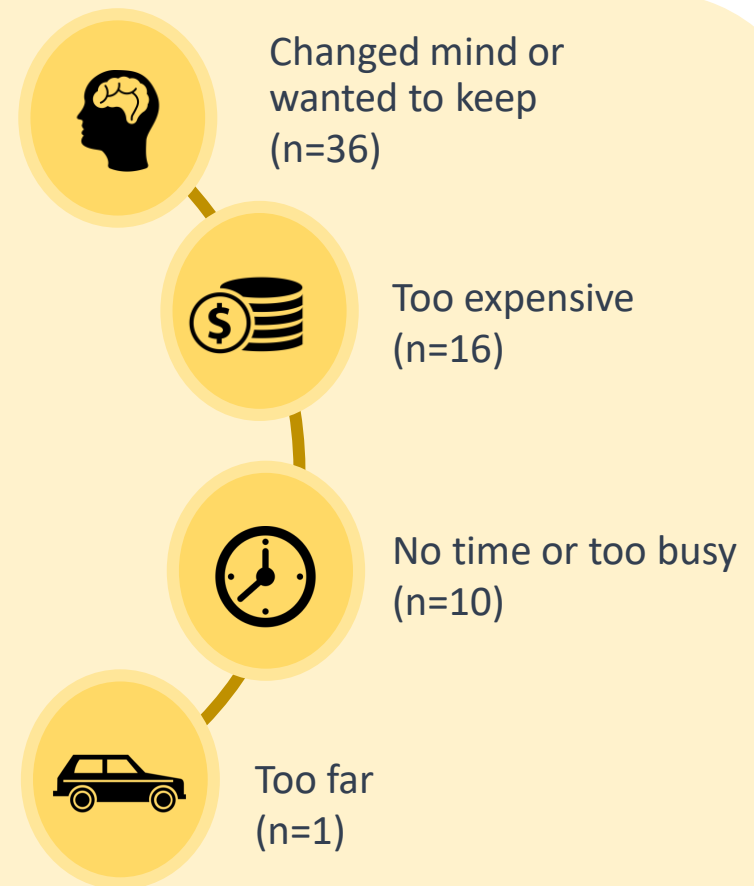 Changed mind or
wanted to keep
(n=36)
$
Too expensive
(n=16)
No time or too busy
(n=10)
Too far
(n=1)